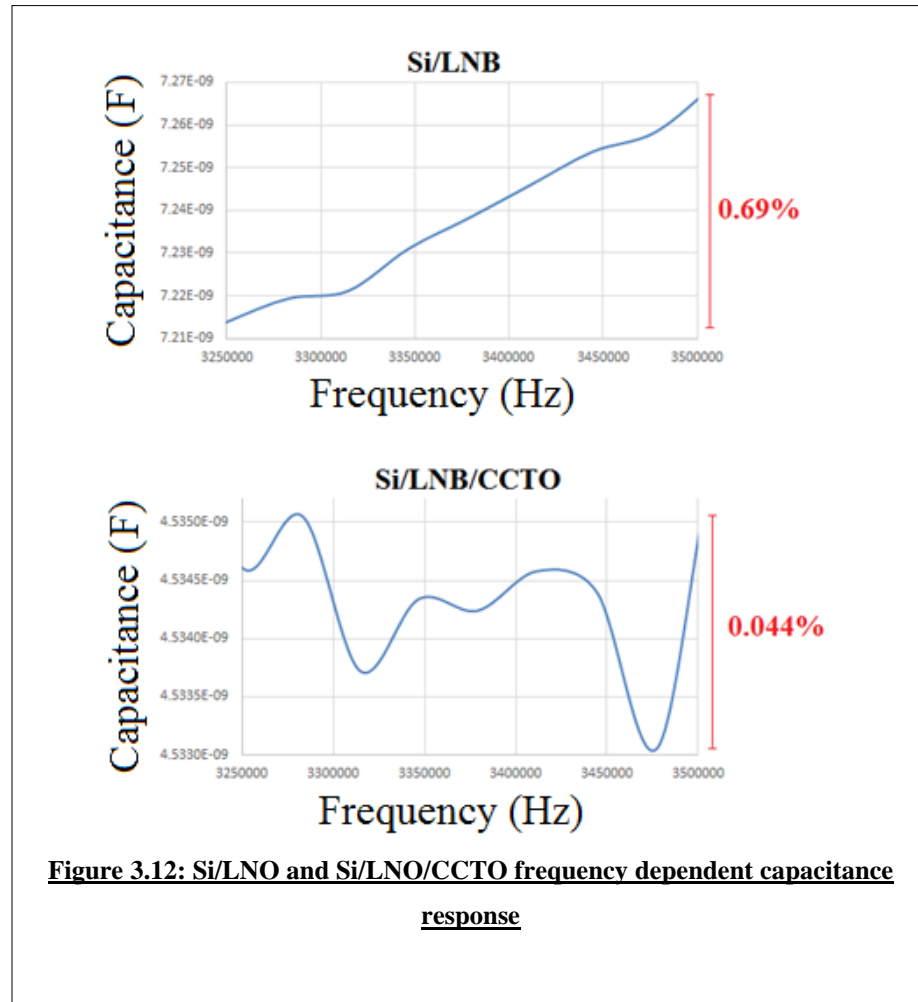 Si/LNB
Capacitance (F)
7.27E-09
7.26E-09
7.25E-09
7.24E-09
7.23E-09
7.22E-09
7.21E-09
0.69%
3250000 3300000 3350000 3400000 3450000 3500000
Frequency (Hz)
Si/LNB/CCTO
Capacitance (F)
4.5350E-09
4.5345E-09
4.5340E-09
4.5335E-09
4.5330E-09
0.044%
3250000 3300000 3350000 3400000 3450000 3500000
Frequency (Hz)
Figure 3.12: Si/LNO and Si/LNO/CCTO frequency dependent capacitance
response